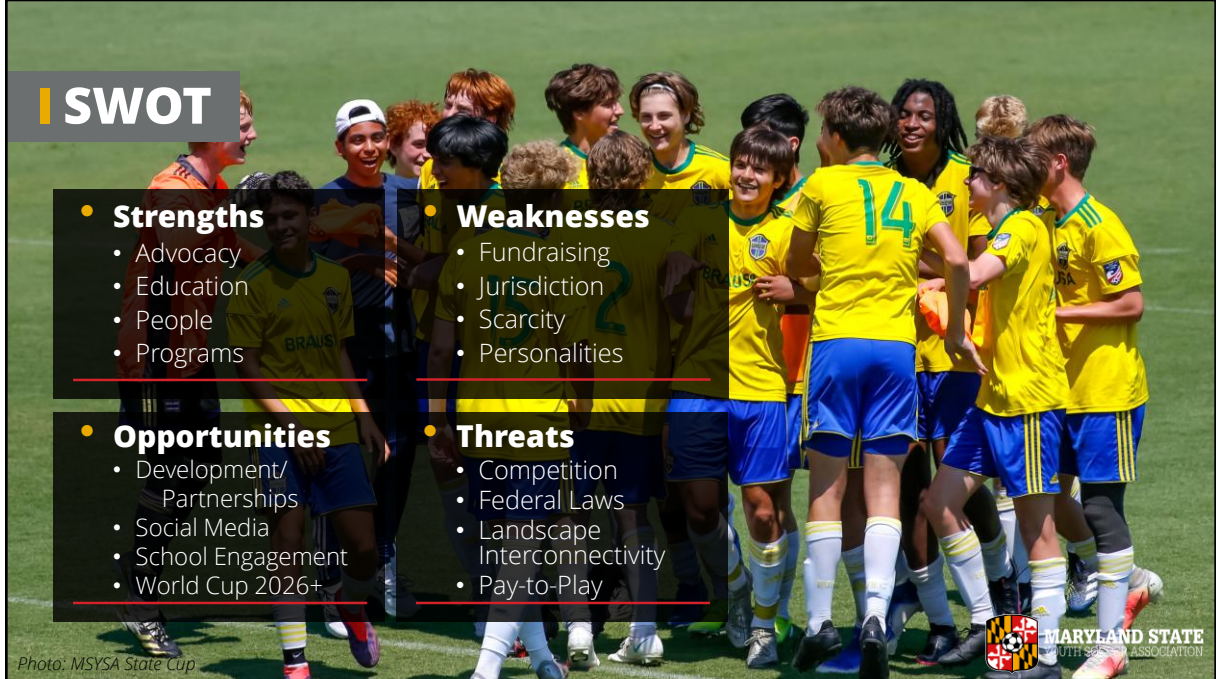 SWOT
Strengths
• Advocacy
• Education
• People
• Programs
Weaknesses
• Fundraising
• Jurisdiction
• Scarcity
• Personalities
Opportunities
• Development/
Partnerships
• Social Media
• School Engagement
• World Cup 2026+
Threats
• Competition
• Federal Laws
• Landscape
Interconnectivity
• Pay-to-Play
14
2
BRAUSA
Photo: MSYSA State Cup
MARYLAND STATE
YOUTH SOCCER ASSOCIATION